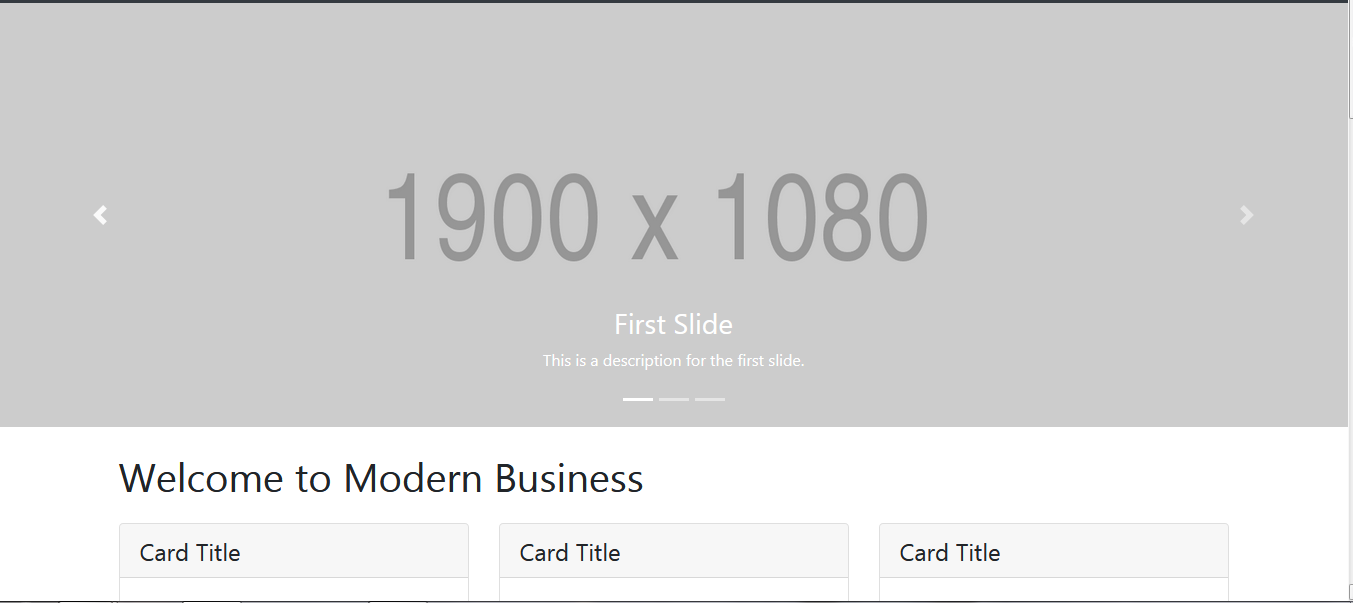 1900 x 1080
First Slide
This is a description for the first slide.
Welcome to Modern Business
Card Title
Card Title
Card Title